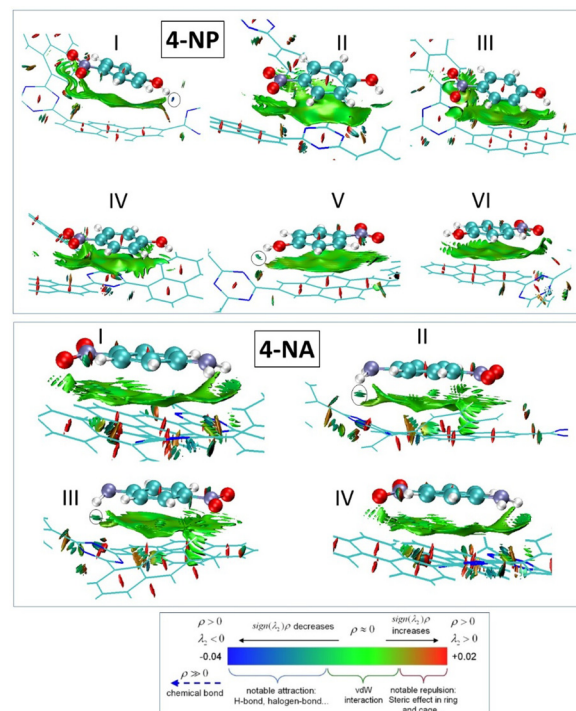 4-NP
I
II
III
IV
V
VI
4-NA
I
II
III
IV
ρ > 0
λ₂ < 0
sign(λ₂)ρ decreases
ρ ≈ 0
sign(λ₂)ρ
increases
ρ > 0
λ₂ > 0
-0.04
+0.02
ρ ≫ 0
chemical bond
notable attraction:
H-bond, halogen-bond...
vdW
interaction
notable repulsion:
Steric effect in ring
and cage